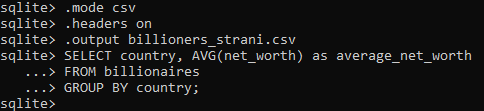 sqlite> .mode csv
sqlite> .headers on
sqlite> .output billioners_strani.csv
sqlite> SELECT country, AVG(net_worth) as average_net_worth
   ...> FROM billionaires
   ...> GROUP BY country;
sqlite>